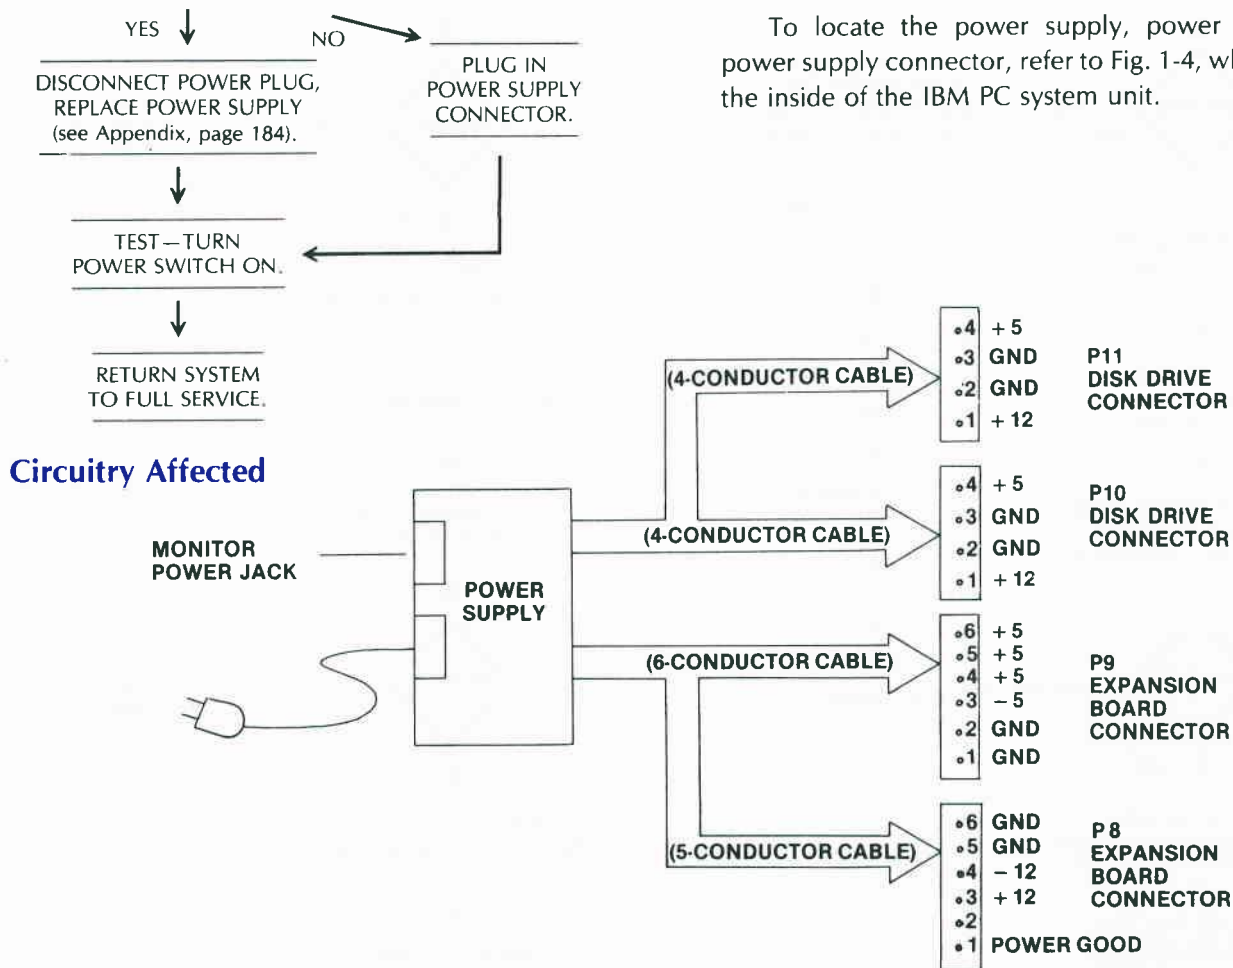 YES
NO
DISCONNECT POWER PLUG,
REPLACE POWER SUPPLY
(see Appendix, page 184).
PLUG IN
POWER SUPPLY
CONNECTOR.
TEST—TURN
POWER SWITCH ON.
RETURN SYSTEM
TO FULL SERVICE.
To locate the power supply, power
power supply connector, refer to Fig. 1-4, wh
the inside of the IBM PC system unit.
Circuitry Affected
MONITOR
POWER JACK
POWER
SUPPLY
(4-CONDUCTOR CABLE)
4 +5
3 GND
2 GND
1 +12
P11
DISK DRIVE
CONNECTOR
(4-CONDUCTOR CABLE)
4 +5
3 GND
2 GND
1 +12
P10
DISK DRIVE
CONNECTOR
(6-CONDUCTOR CABLE)
6 +5
5 +5
4 +5
3 −5
2 GND
1 GND
P9
EXPANSION
BOARD
CONNECTOR
(5-CONDUCTOR CABLE)
6 GND
5 GND
4 −12
3 +12
2
1 POWER GOOD
P8
EXPANSION
BOARD
CONNECTOR